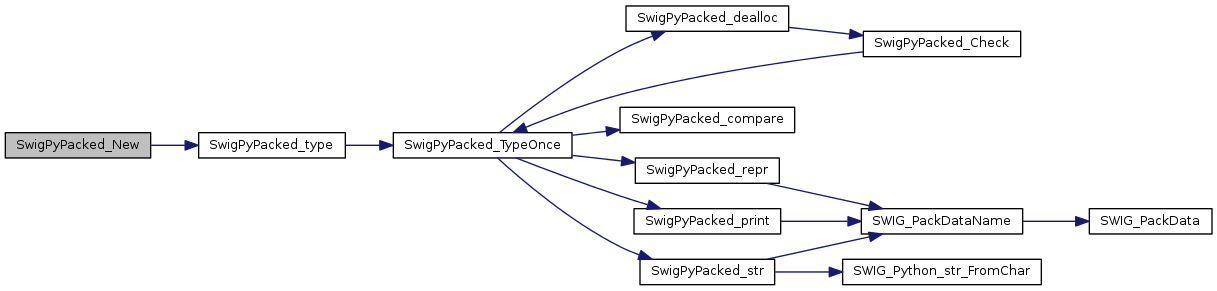 SwigPyPacked_New
SwigPyPacked_type
SwigPyPacked_TypeOnce
SwigPyPacked_dealloc
SwigPyPacked_Check
SwigPyPacked_compare
SwigPyPacked_repr
SwigPyPacked_print
SwigPyPacked_str
SWIG_PackDataName
SWIG_PackData
SWIG_Python_str_FromChar